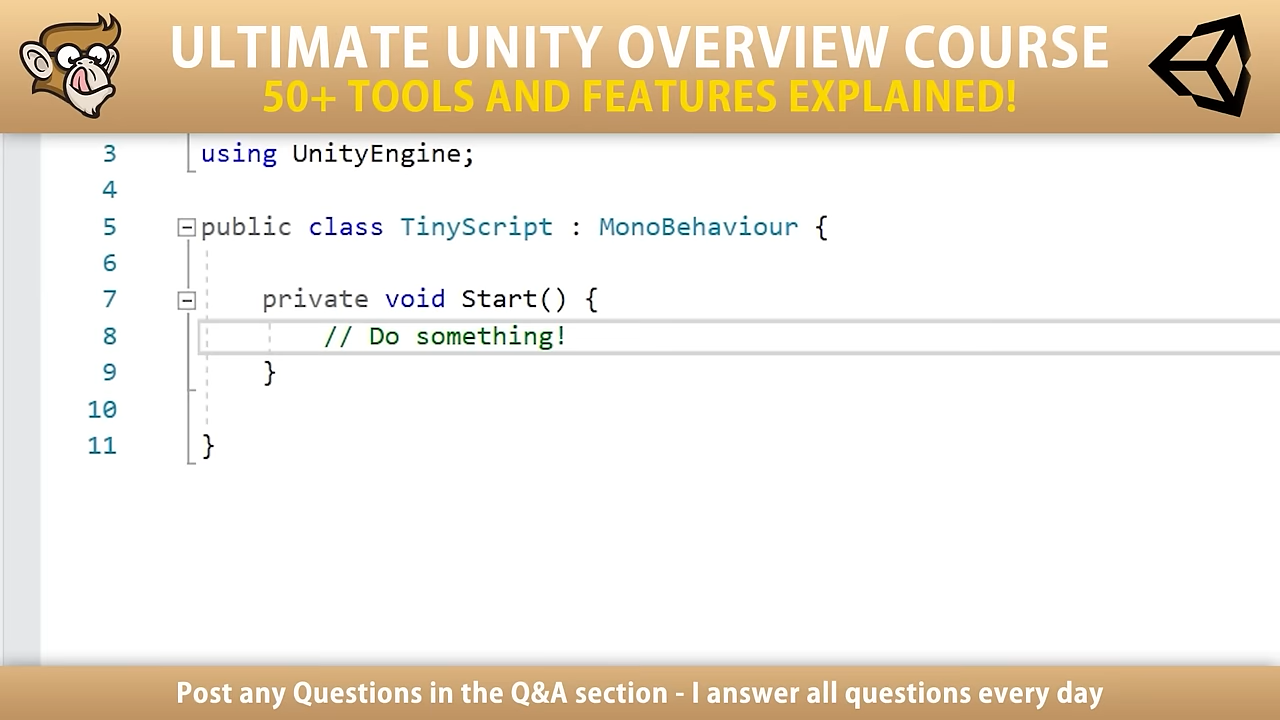 ULTIMATE UNITY OVERVIEW COURSE
50+ TOOLS AND FEATURES EXPLAINED!
3 using UnityEngine;
4
5 public class TinyScript : MonoBehaviour {
6
7 private void Start() {
8 // Do something!
9 }
10
11 }
Post any Questions in the Q&A section - I answer all questions every day